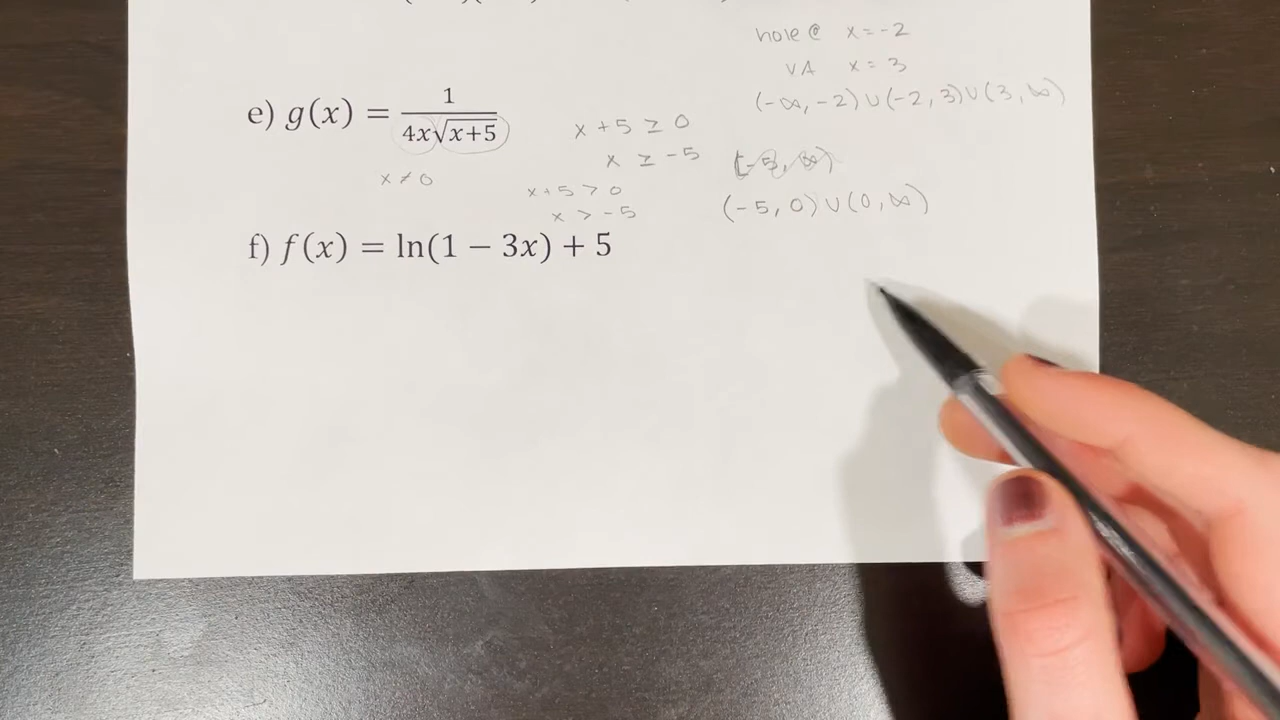 hole @ x = -2
VA x = 3
(-∞, -2) ∪ (-2, 3) ∪ (3, ∞)
e) g(x) = 1 / (4x√(x+5))
x + 5 ≥ 0
x ≥ -5
[-5, ∞)
x ≠ 0
x + 5 > 0
x > -5
(-5, 0) ∪ (0, ∞)
f) f(x) = ln(1 − 3x) + 5